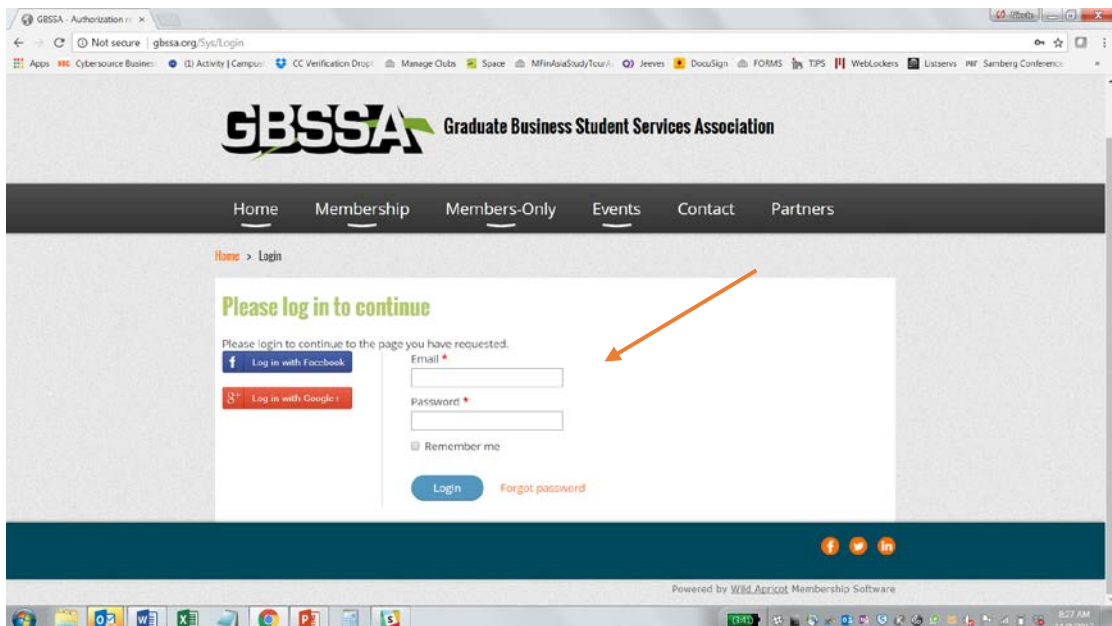 GBSSA - Authorization r
Not secure | gbssa.org/Sys/Login
Apps Cybersource Busines (1) Activity | Campus CC Verification Drop Manage Clubs Space MFinAsiaStudyTour Jeeves DocuSign FORMS TJPS WebLockers Listservs Samberg Conference
GBSSA Graduate Business Student Services Association
Home Membership Members-Only Events Contact Partners
Home > Login
Please log in to continue
Please login to continue to the page you have requested.
Log in with Facebook
Log in with Google+
Email *
Password *
Remember me
Login Forgot password
Powered by Wild Apricot Membership Software
(3:41)
8:27 AM